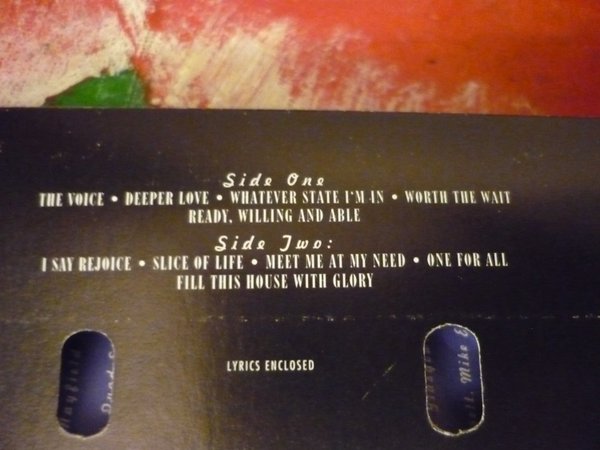 Side One
THE VOICE • DEEPER LOVE • WHATEVER STATE I'M IN • WORTH THE WAIT
READY, WILLING AND ABLE
Side Two:
I SAY REJOICE • SLICE OF LIFE • MEET ME AT MY NEED • ONE FOR ALL
FILL THIS HOUSE WITH GLORY
LYRICS ENCLOSED
Mayfield
Mike